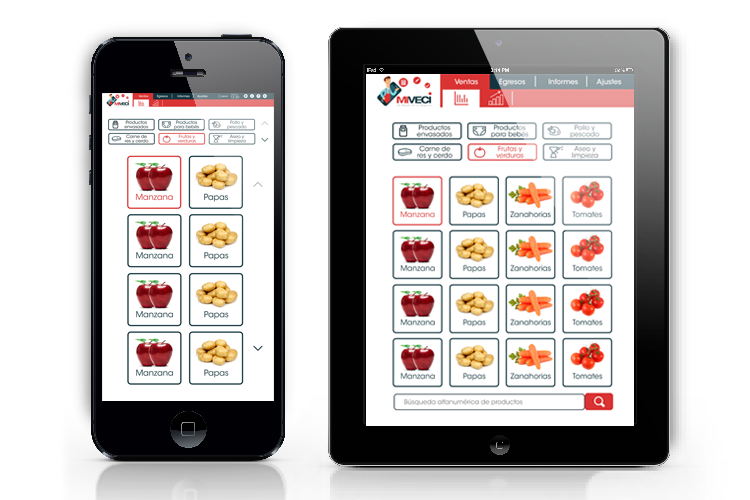 MIVECI
Ventas Egresos Informes Ajustes
Productos envasados
Productos para bebés
Pollo y pescado
Carne de res y cerdo
Frutas y verduras
Aseo y limpieza
Manzana Papas
Manzana Papas
Manzana Papas
Manzana Papas
iPad
MIVECI
Ventas Egresos Informes Ajustes
Productos envasados
Productos para bebés
Pollo y pescado
Carne de res y cerdo
Frutas y verduras
Aseo y limpieza
Manzana Papas Zanahorias Tomates
Manzana Papas Zanahorias Tomates
Manzana Papas Zanahorias Tomates
Manzana Papas Zanahorias Tomates
Búsqueda alfanumérica de productos